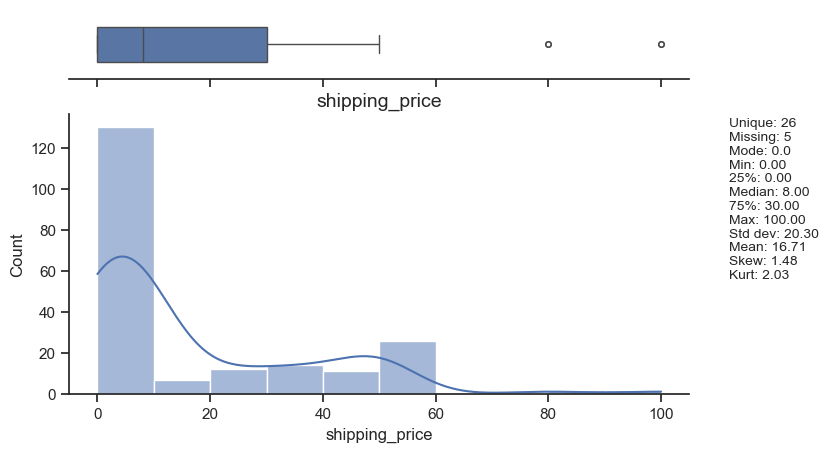 shipping_price
Unique: 26
Missing: 5
Mode: 0.0
Min: 0.00
25%: 0.00
Median: 8.00
75%: 30.00
Max: 100.00
Std dev: 20.30
Mean: 16.71
Skew: 1.48
Kurt: 2.03
Count
120
100
80
60
40
20
0
0 20 40 60 80 100
shipping_price